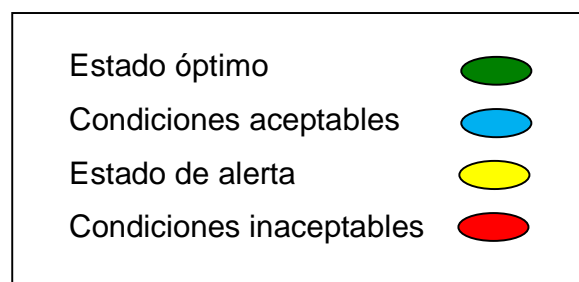 Estado óptimo
Condiciones aceptables
Estado de alerta
Condiciones inaceptables